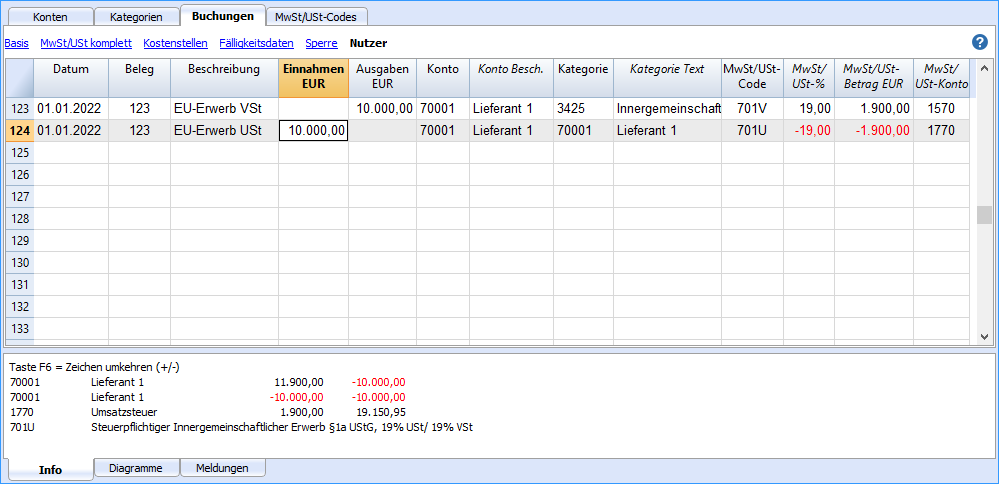 Konten Kategorien Buchungen MwSt/USt-Codes
Basis MwSt/USt komplett Kostenstellen Fälligkeitsdaten Sperre Nutzer ?
Datum Beleg Beschreibung Einnahmen EUR Ausgaben EUR Konto Konto Besch. Kategorie Kategorie Text MwSt/USt-Code MwSt/USt-% MwSt/USt-Betrag EUR MwSt/USt-Konto
123 01.01.2022 123 EU-Erwerb VSt 10.000,00 70001 Lieferant 1 3425 Innergemeinschaft 701V 19,00 1.900,00 1570
124 01.01.2022 123 EU-Erwerb USt 10.000,00 70001 Lieferant 1 70001 Lieferant 1 701U -19,00 -1.900,00 1770
125
126
127
128
129
130
131
132
133
Taste F6 = Zeichen umkehren (+/-)
70001 Lieferant 1 11.900,00 -10.000,00
70001 Lieferant 1 -10.000,00 -10.000,00
1770 Umsatzsteuer 1.900,00 19.150,95
701U Steuerpflichtiger Innergemeinschaftlicher Erwerb §1a UStG, 19% USt/ 19% VSt
Info Diagramme Meldungen